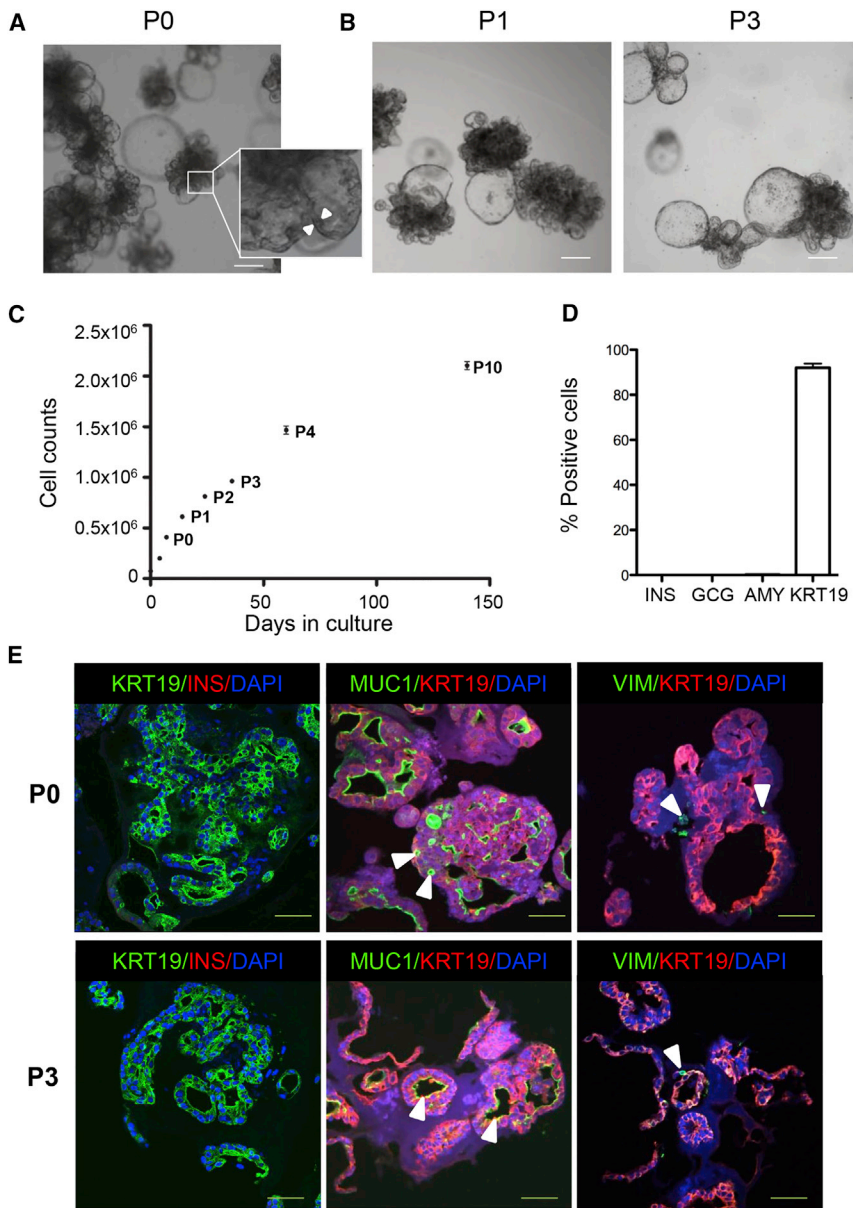 A
P0
B
P1
P3
C
2.5x10⁶
2.0x10⁶
1.5x10⁶
1.0x10⁶
0.5x10⁶
0
Cell counts
P0
P1
P2
P3
P4
P10
0
50
100
150
Days in culture
D
100
80
60
40
20
0
% Positive cells
INS GCG AMY KRT19
E
KRT19/INS/DAPI
MUC1/KRT19/DAPI
VIM/KRT19/DAPI
P0
KRT19/INS/DAPI
MUC1/KRT19/DAPI
VIM/KRT19/DAPI
P3